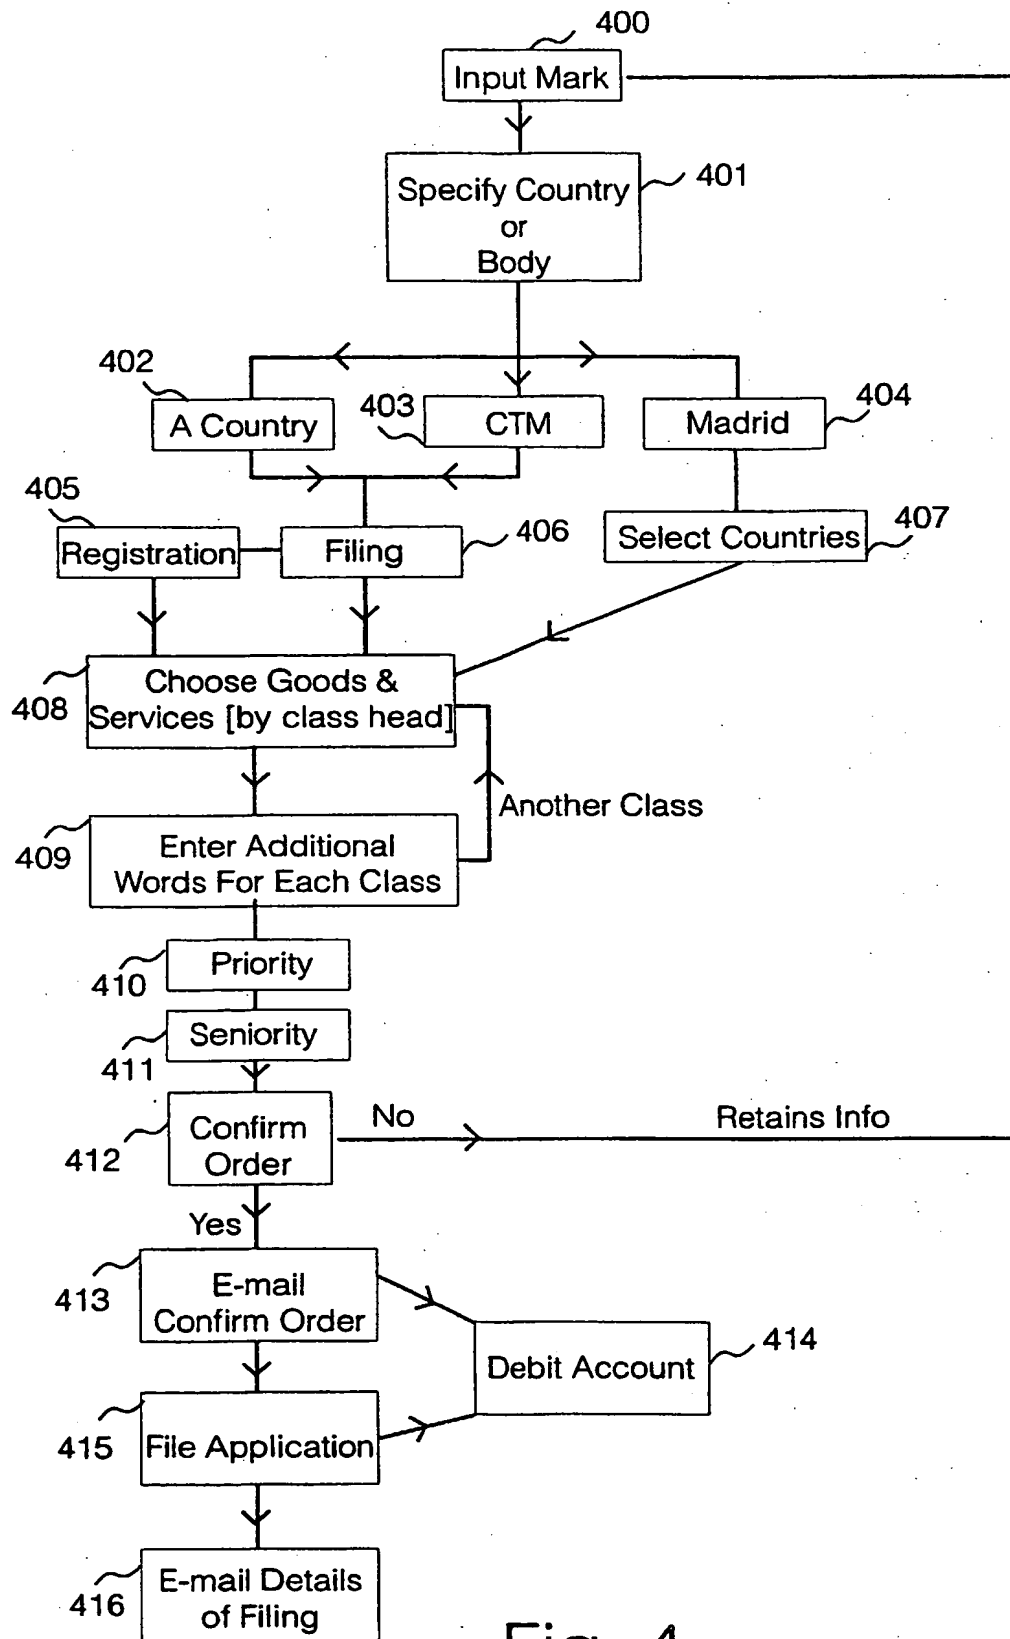 400
Input Mark
401
Specify Country
or
Body
402
A Country
403
CTM
404
Madrid
405
Registration
Filing
406
Select Countries
407
408
Choose Goods &
Services [by class head]
Another Class
409
Enter Additional
Words For Each Class
410
Priority
411
Seniority
412
Confirm
Order
No
Retains Info
Yes
413
E-mail
Confirm Order
414
Debit Account
415
File Application
416
E-mail Details
of Filing